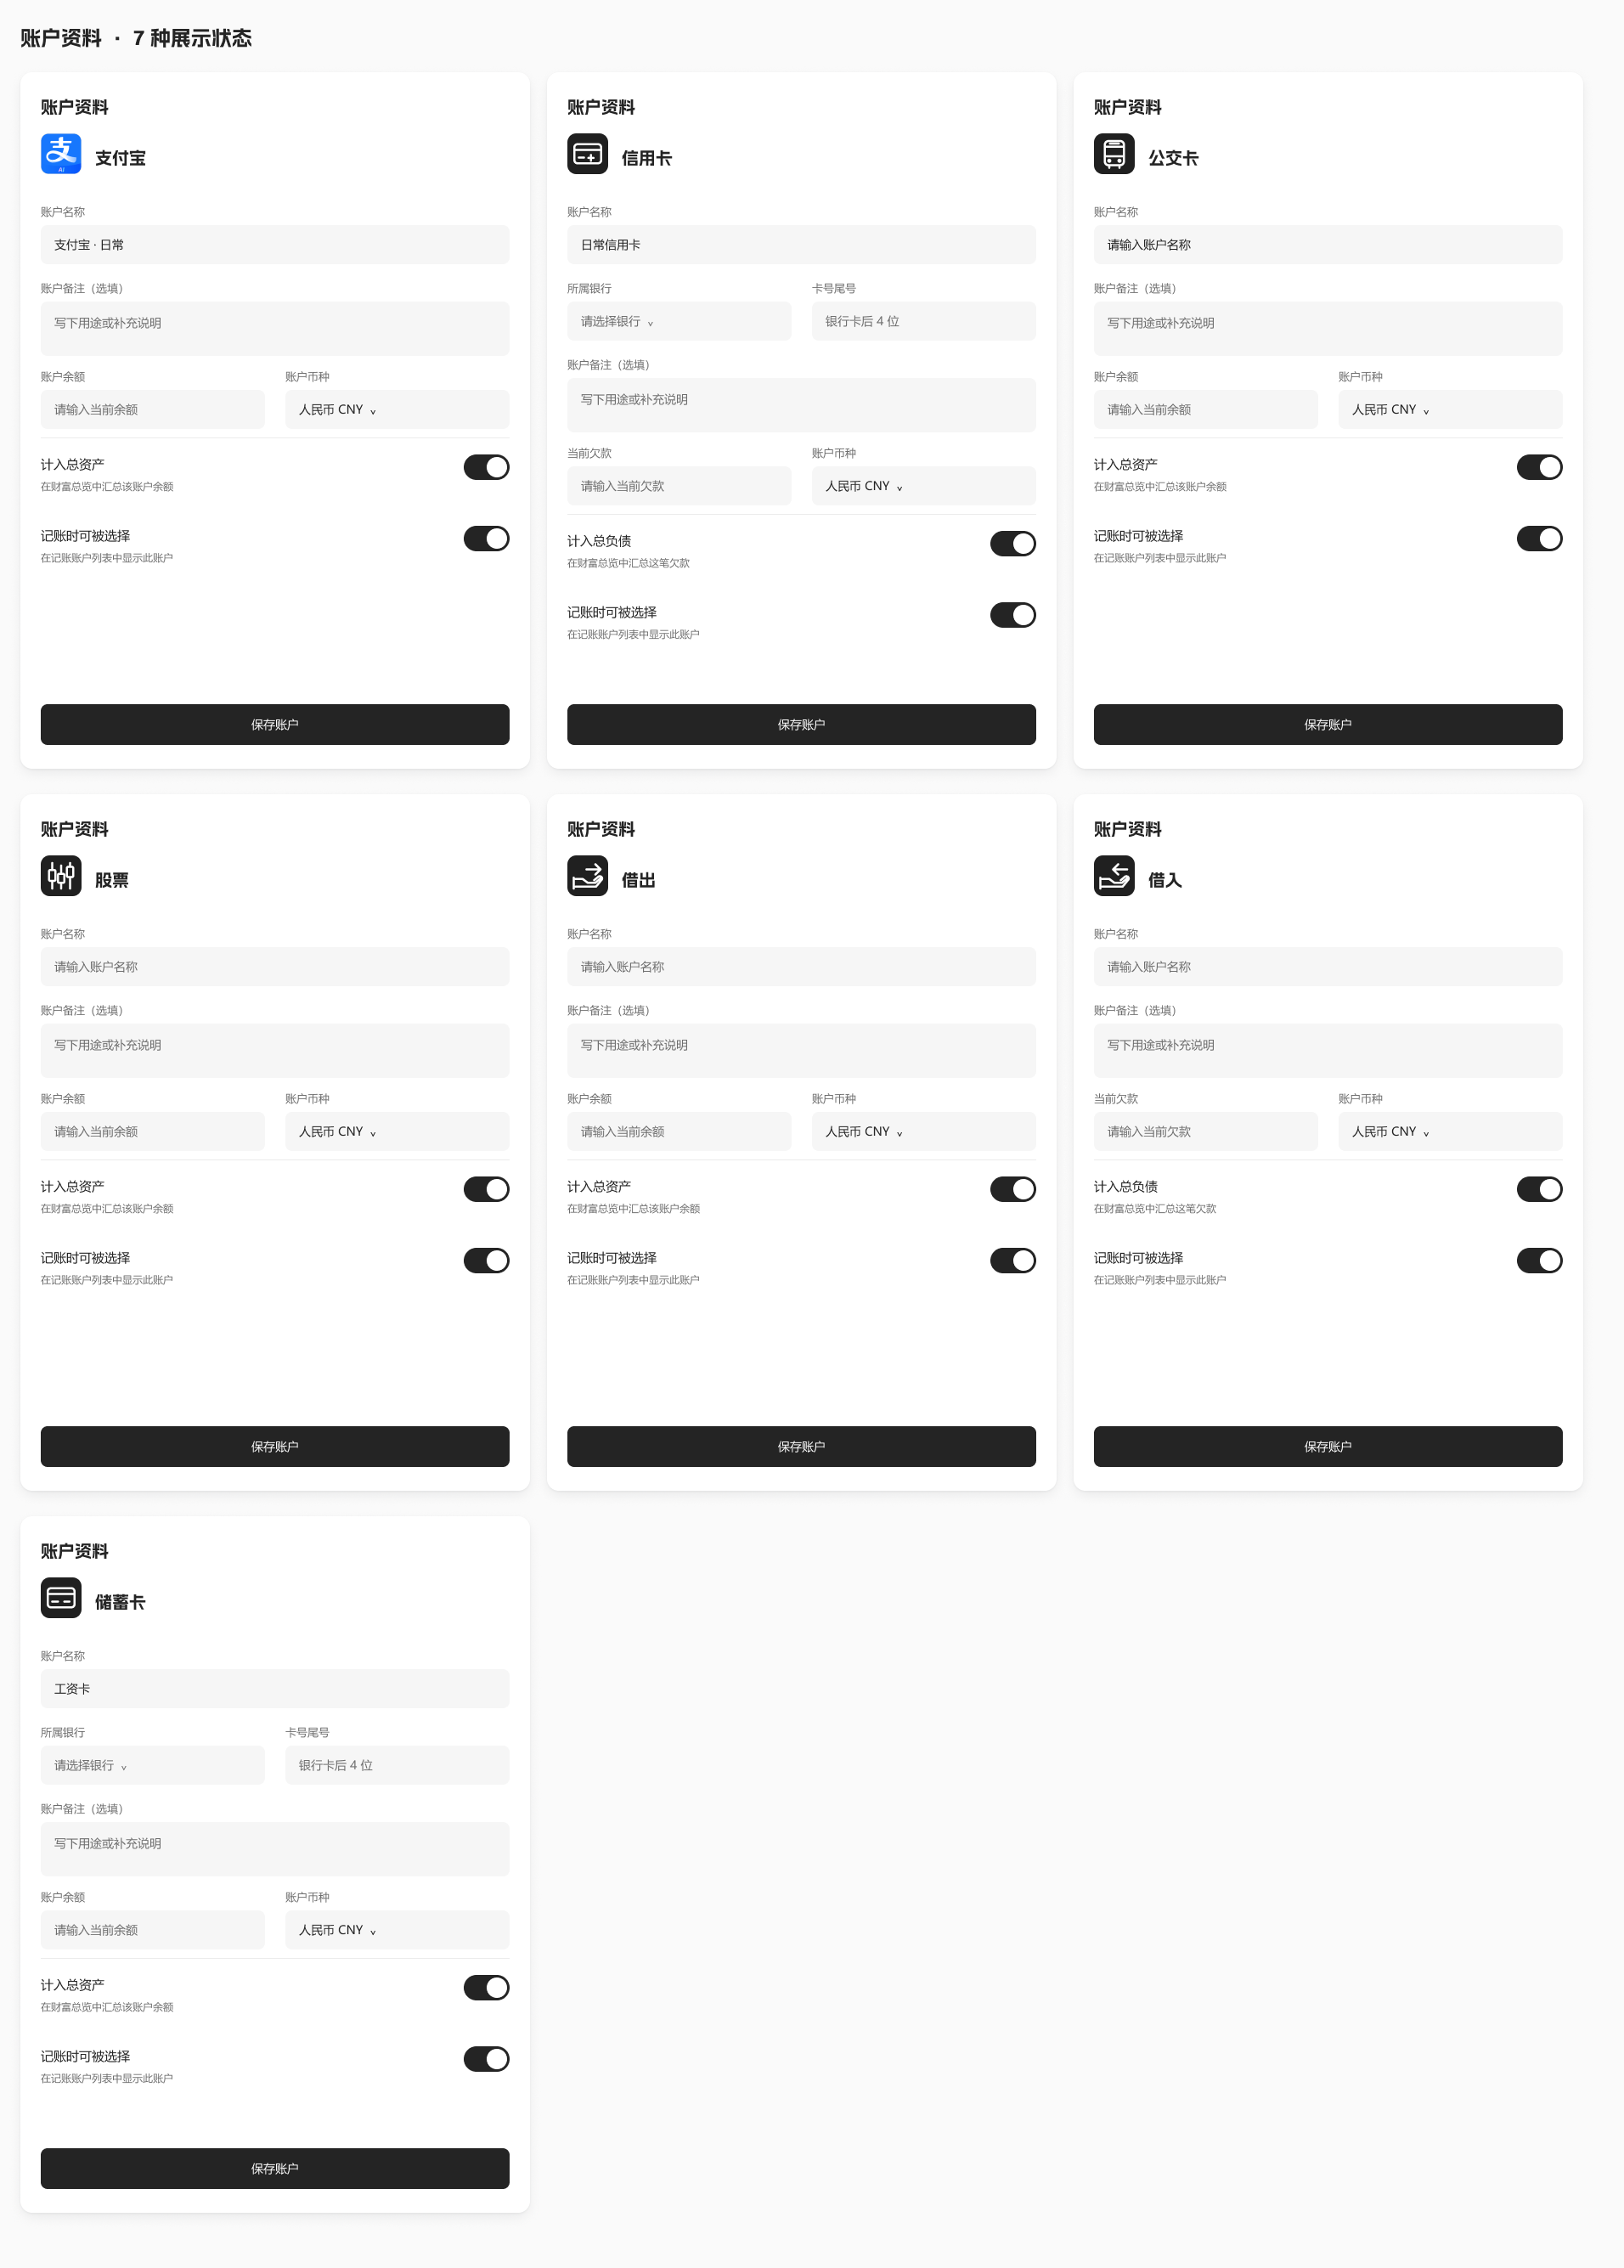 账户资料 · 7 种展示状态
账户资料
支 AI
支付宝
账户名称
支付宝 · 日常
账户备注（选填）
写下用途或补充说明
账户余额 账户币种
请输入当前余额 人民币 CNY
计入总资产
在财富总览中汇总该账户余额
记账时可被选择
在记账账户列表中显示此账户
保存账户
账户资料
信用卡
账户名称
日常信用卡
所属银行 卡号尾号
请选择银行 银行卡后 4 位
账户备注（选填）
写下用途或补充说明
当前欠款 账户币种
请输入当前欠款 人民币 CNY
计入总负债
在财富总览中汇总这笔欠款
记账时可被选择
在记账账户列表中显示此账户
保存账户
账户资料
公交卡
账户名称
请输入账户名称
账户备注（选填）
写下用途或补充说明
账户余额 账户币种
请输入当前余额 人民币 CNY
计入总资产
在财富总览中汇总该账户余额
记账时可被选择
在记账账户列表中显示此账户
保存账户
账户资料
股票
账户名称
请输入账户名称
账户备注（选填）
写下用途或补充说明
账户余额 账户币种
请输入当前余额 人民币 CNY
计入总资产
在财富总览中汇总该账户余额
记账时可被选择
在记账账户列表中显示此账户
保存账户
账户资料
借出
账户名称
请输入账户名称
账户备注（选填）
写下用途或补充说明
账户余额 账户币种
请输入当前余额 人民币 CNY
计入总资产
在财富总览中汇总该账户余额
记账时可被选择
在记账账户列表中显示此账户
保存账户
账户资料
借入
账户名称
请输入账户名称
账户备注（选填）
写下用途或补充说明
当前欠款 账户币种
请输入当前欠款 人民币 CNY
计入总负债
在财富总览中汇总这笔欠款
记账时可被选择
在记账账户列表中显示此账户
保存账户
账户资料
储蓄卡
账户名称
工资卡
所属银行 卡号尾号
请选择银行 银行卡后 4 位
账户备注（选填）
写下用途或补充说明
账户余额 账户币种
请输入当前余额 人民币 CNY
计入总资产
在财富总览中汇总该账户余额
记账时可被选择
在记账账户列表中显示此账户
保存账户